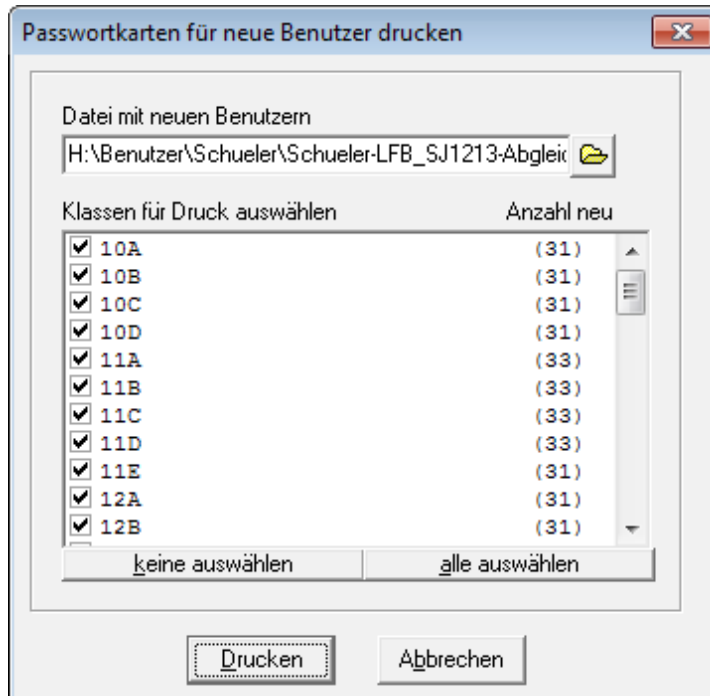 Passwortkarten für neue Benutzer drucken
Datei mit neuen Benutzern
H:\Benutzer\Schueler\Schueler-LFB_SJ1213-Abgleic
Klassen für Druck auswählen Anzahl neu
10A (31)
10B (31)
10C (31)
10D (31)
11A (33)
11B (33)
11C (33)
11D (33)
11E (31)
12A (31)
12B (31)
keine auswählen alle auswählen
Drucken Abbrechen